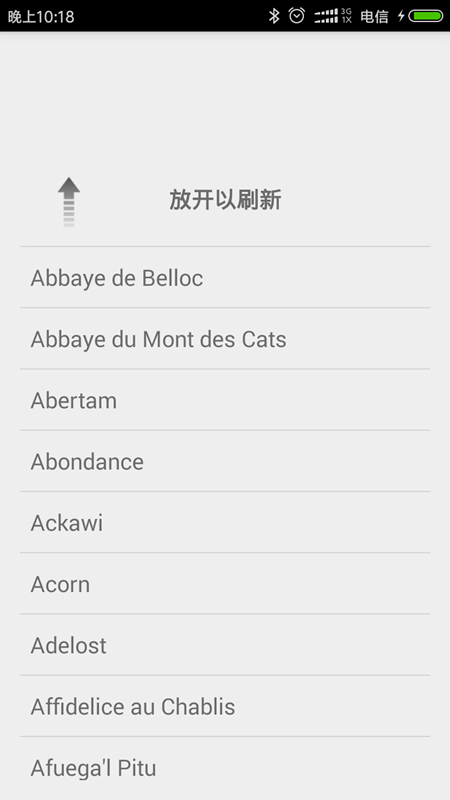 晚上10:18 3G 1X 电信
放开以刷新
Abbaye de Belloc
Abbaye du Mont des Cats
Abertam
Abondance
Ackawi
Acorn
Adelost
Affidelice au Chablis
Afuega'l Pitu